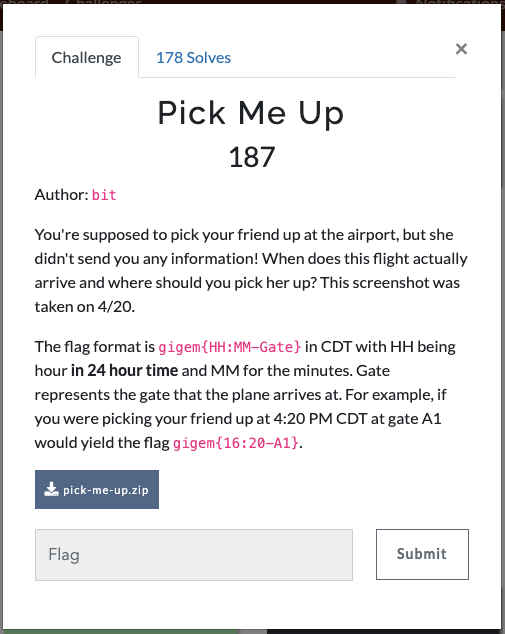 Challenge
178 Solves
×
Pick Me Up
187
Author: bit
You're supposed to pick your friend up at the airport, but she
didn't send you any information! When does this flight actually
arrive and where should you pick her up? This screenshot was
taken on 4/20.
The flag format is gigem{HH:MM-Gate} in CDT with HH being
hour in 24 hour time and MM for the minutes. Gate
represents the gate that the plane arrives at. For example, if
you were picking your friend up at 4:20 PM CDT at gate A1
would yield the flag gigem{16:20-A1}.
pick-me-up.zip
Flag
Submit